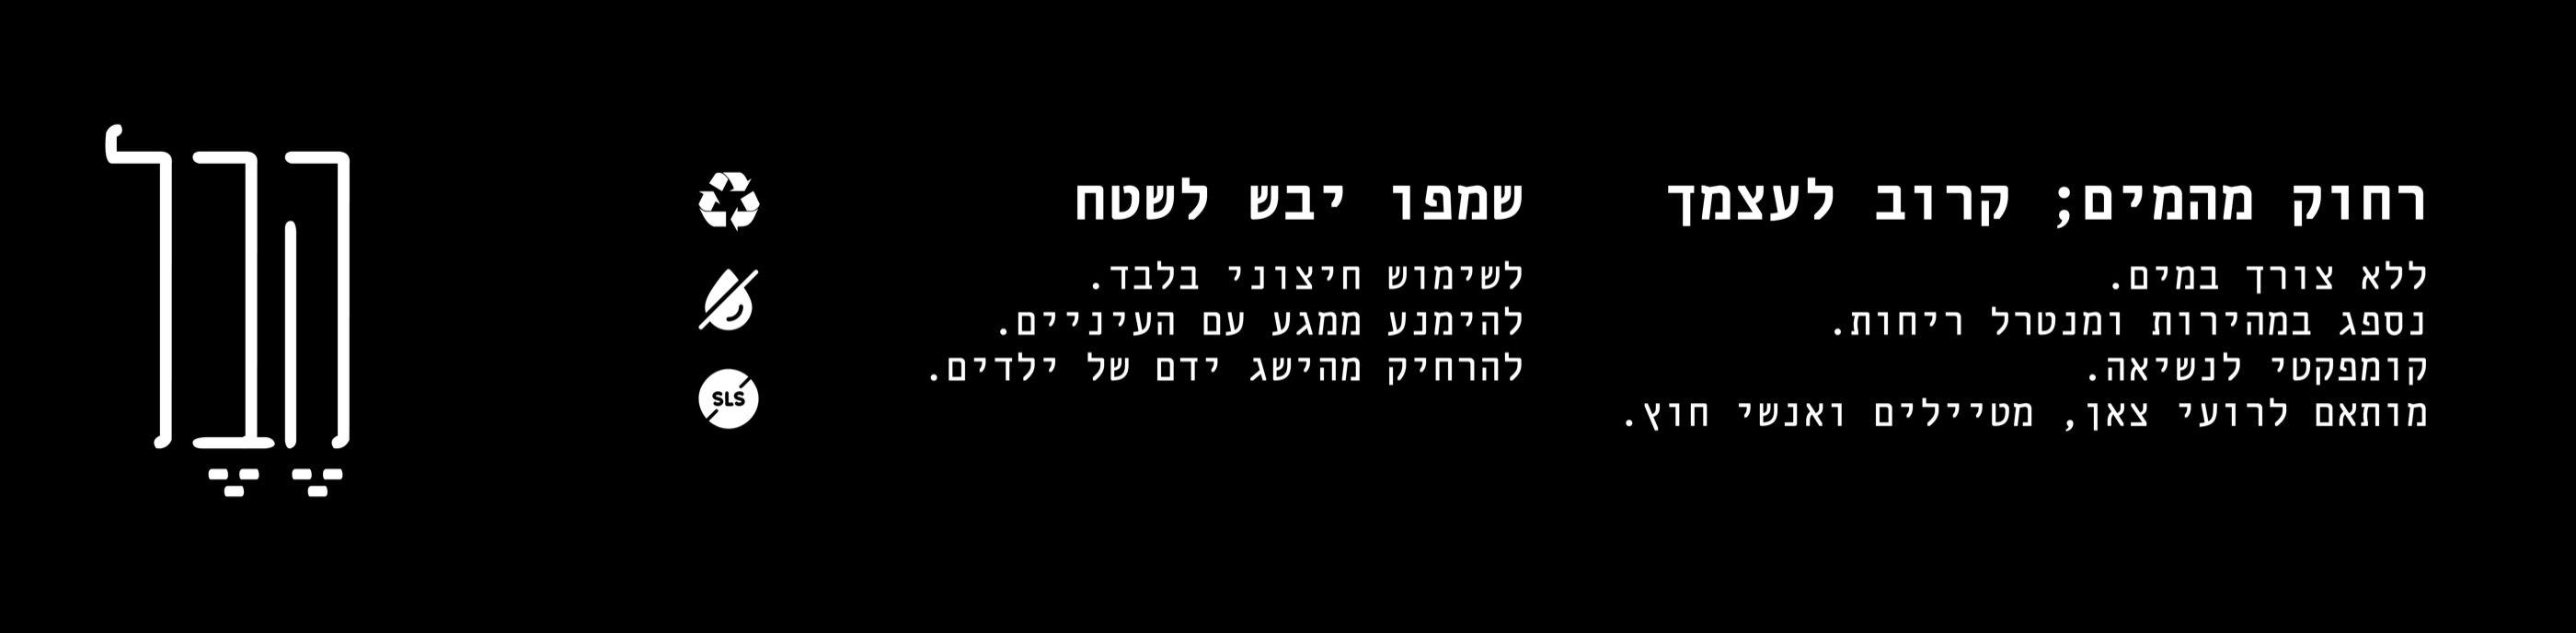 רחוק מהמים; קרוב לעצמך
ללא צורך במים.
נספג במהירות ומנטרל ריחות.
קומפקטי לנשיאה.
מותאם לרועי צאן, מטיילים ואנשי חוץ.
שמפו יבש לשטח
לשימוש חיצוני בלבד.
להימנע ממגע עם העיניים.
להרחיק מהישג ידם של ילדים.
SLS
הבל